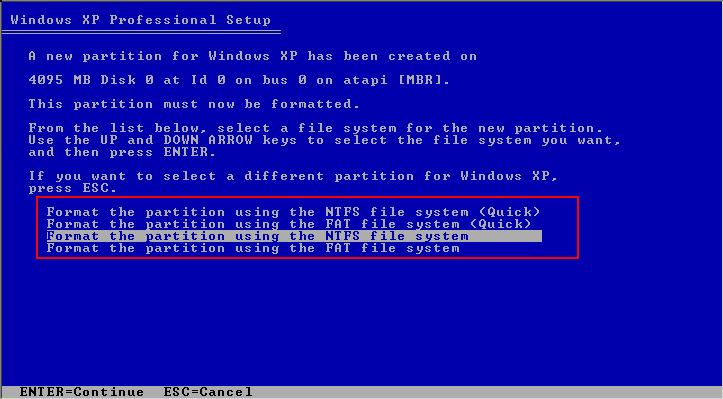 Windows XP Professional Setup
A new partition for Windows XP has been created on
4095 MB Disk 0 at Id 0 on bus 0 on atapi [MBR].
This partition must now be formatted.
From the list below, select a file system for the new partition.
Use the UP and DOWN ARROW keys to select the file system you want,
and then press ENTER.
If you want to select a different partition for Windows XP,
press ESC.
Format the partition using the NTFS file system (Quick)
Format the partition using the FAT file system (Quick)
Format the partition using the NTFS file system
Format the partition using the FAT file system
ENTER=Continue ESC=Cancel